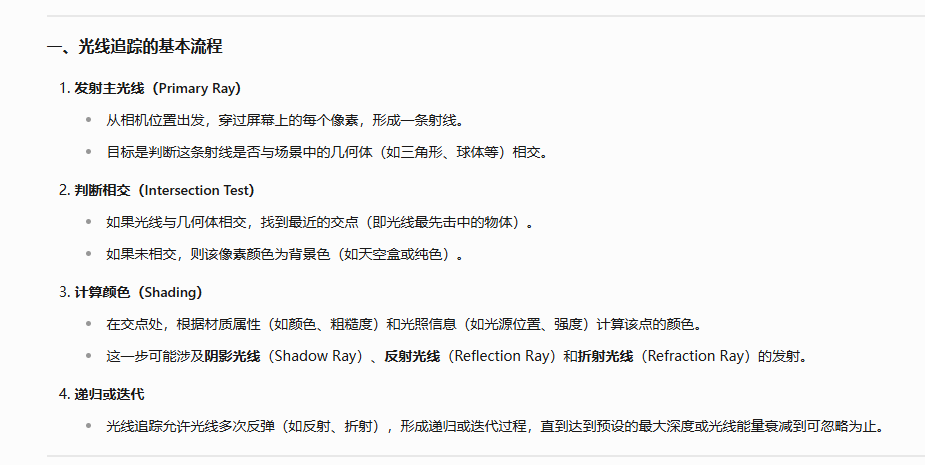 一、光线追踪的基本流程
1. 发射主光线（Primary Ray）
从相机位置出发，穿过屏幕上的每个像素，形成一条射线。
目标是判断这条射线是否与场景中的几何体（如三角形、球体等）相交。
2. 判断相交（Intersection Test）
如果光线与几何体相交，找到最近的交点（即光线最先击中的物体）。
如果未相交，则该像素颜色为背景色（如天空盒或纯色）。
3. 计算颜色（Shading）
在交点处，根据材质属性（如颜色、粗糙度）和光照信息（如光源位置、强度）计算该点的颜色。
这一步可能涉及阴影光线（Shadow Ray）、反射光线（Reflection Ray）和折射光线（Refraction Ray）的发射。
4. 递归或迭代
光线追踪允许光线多次反弹（如反射、折射），形成递归或迭代过程，直到达到预设的最大深度或光线能量衰减到可忽略为止。